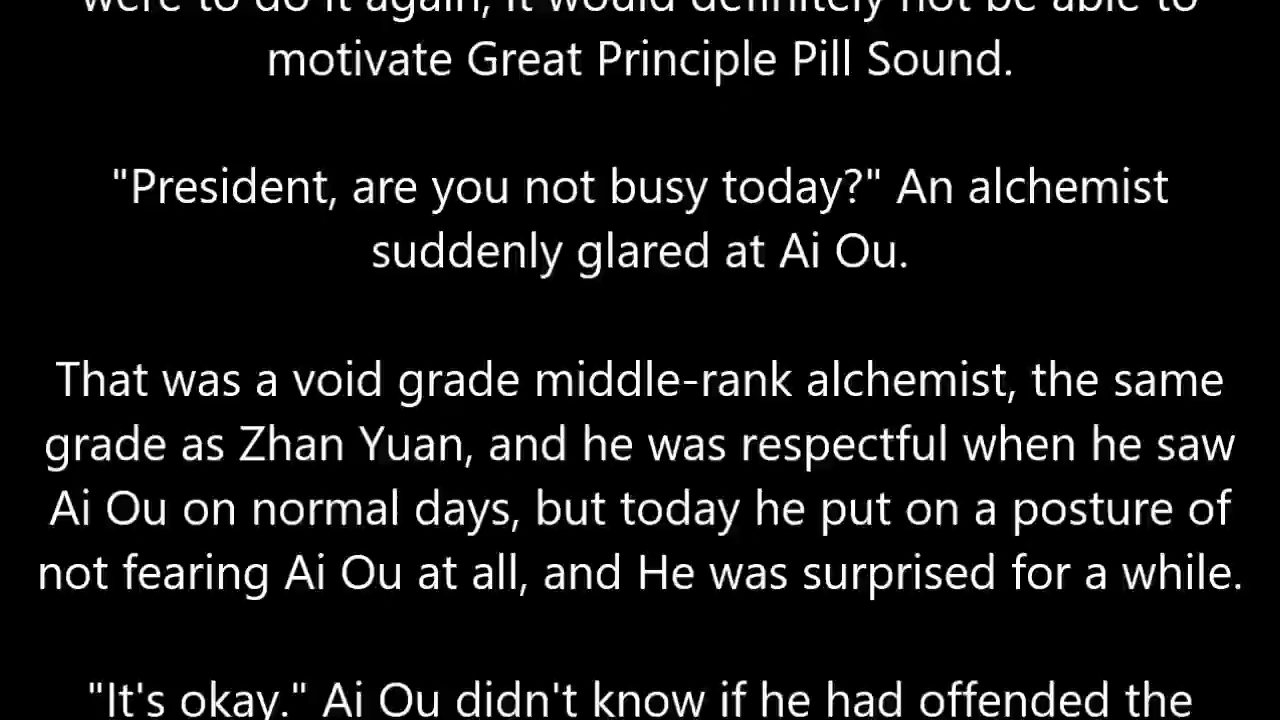 were to do it again, it would definitely not be able to
motivate Great Principle Pill Sound.
"President, are you not busy today?" An alchemist
suddenly glared at Ai Ou.
That was a void grade middle-rank alchemist, the same
grade as Zhan Yuan, and he was respectful when he saw
Ai Ou on normal days, but today he put on a posture of
not fearing Ai Ou at all, and He was surprised for a while.
"It's okay." Ai Ou didn't know if he had offended the